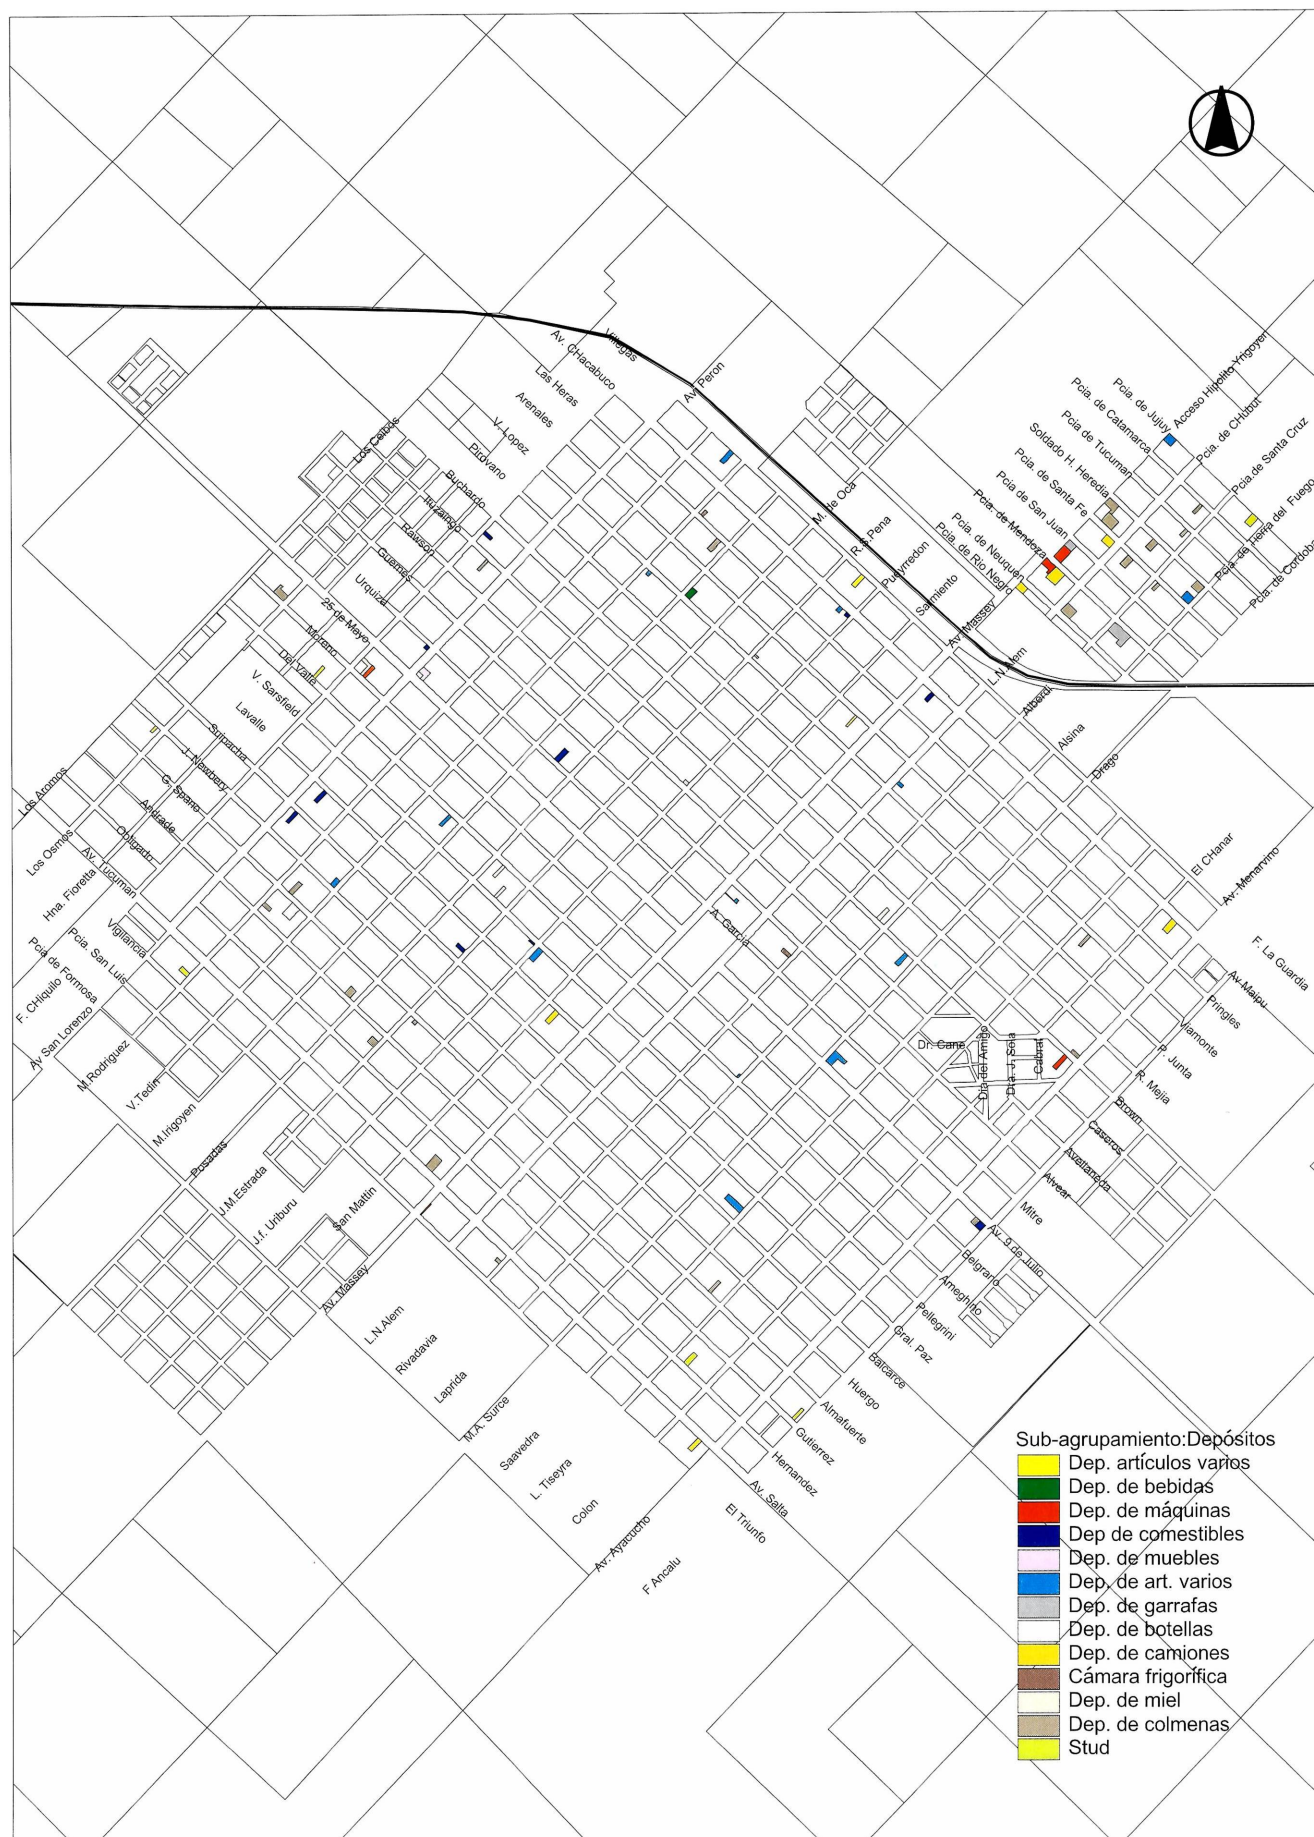 Av. CHacabuco
Villegas
Las Heras
Av. Peron
Arenales
V. Lopez
Pirovano
Los Ceibos
Buchardo
Ituzaingo
Rawson
Guemes
Urquiza
25 de Mayo
Moreno
Del Valle
V. Sarsfield
Lavalle
Suipacha
J. Newbery
G. Spano
Andrade
Obligado
Av. Tucuman
Los Aromos
Los Osmos
Hna. Fioretta
Vigilancia
Pcia. San Luis
Pcia de Formosa
F. CHiquilo
Av San Lorenzo
M.Rodriguez
V.Tedin
M.Irigoyen
Posadas
J.M.Estrada
J.f. Uriburu
San Mattin
Av. Massey
L.N.Alem
Rivadavia
Laprida
M.A. Surce
Saavedra
L. Tiseyra
Colon
Av. Ayacucho
F Ancalu
El Triunfo
Av. Salta
Hernandez
Gutierrez
Almafuerte
Huergo
Balcarce
Gral. Paz
Pellegrini
Ameghino
Belgrano
Av. 9 de Julio
Mitre
Alvear
Avellaneda
Caseros
Brown
R. Mejia
P. Junta
Viamonte
Pringles
Av.Maipu
F. La Guardia
Av. Menarvino
El CHanar
Drago
Alsina
Alberdi
L.N.Alem
Av. Massey
Sarmiento
Pueyrredon
R.S.Pena
M. de Oca
A. Garcia
Dr. Cane
Dia del Amigo
Dra. J. Sola
Cabral
Acceso Hipolito Yrigoyen
Pcia. de Jujuy
Pcia. de Catamarca
Pcia de Tucuman
Soldado H. Heredia
Pcia. de Santa Fe
Pcia de San Juan
Pcia. de Mendoza
Pcia. de Neuquen
Pcia. de Rio Negro
Pcia. de CHubut
Pcia.de Santa Cruz
Pcia. de Tierra del Fuego
Pcia.de Cordoba
Sub-agrupamiento:Depósitos
Dep. artículos varios
Dep. de bebidas
Dep. de máquinas
Dep de comestibles
Dep. de muebles
Dep. de art. varios
Dep. de garrafas
Dep. de botellas
Dep. de camiones
Cámara frigorífica
Dep. de miel
Dep. de colmenas
Stud